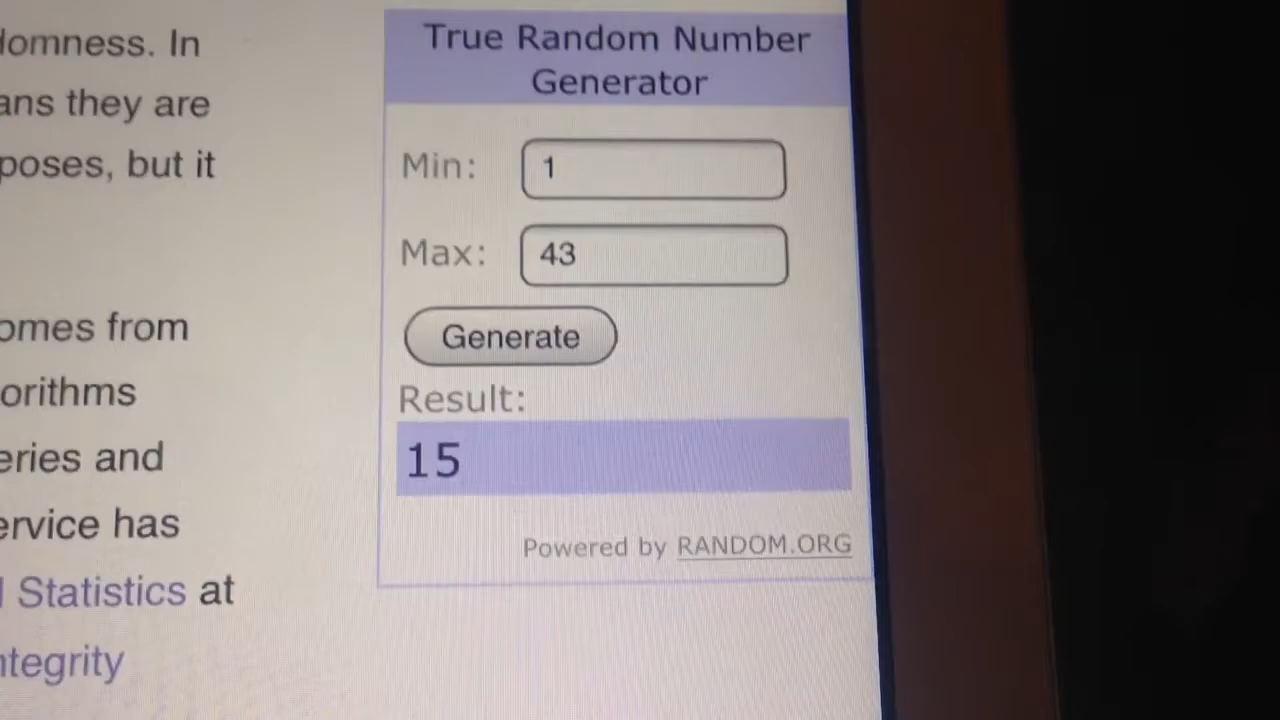 domness. In
ans they are
poses, but it
omes from
orithms
eries and
ervice has
Statistics at
ntegrity
True Random Number
Generator
Min: 1
Max: 43
Generate
Result:
15
Powered by RANDOM.ORG